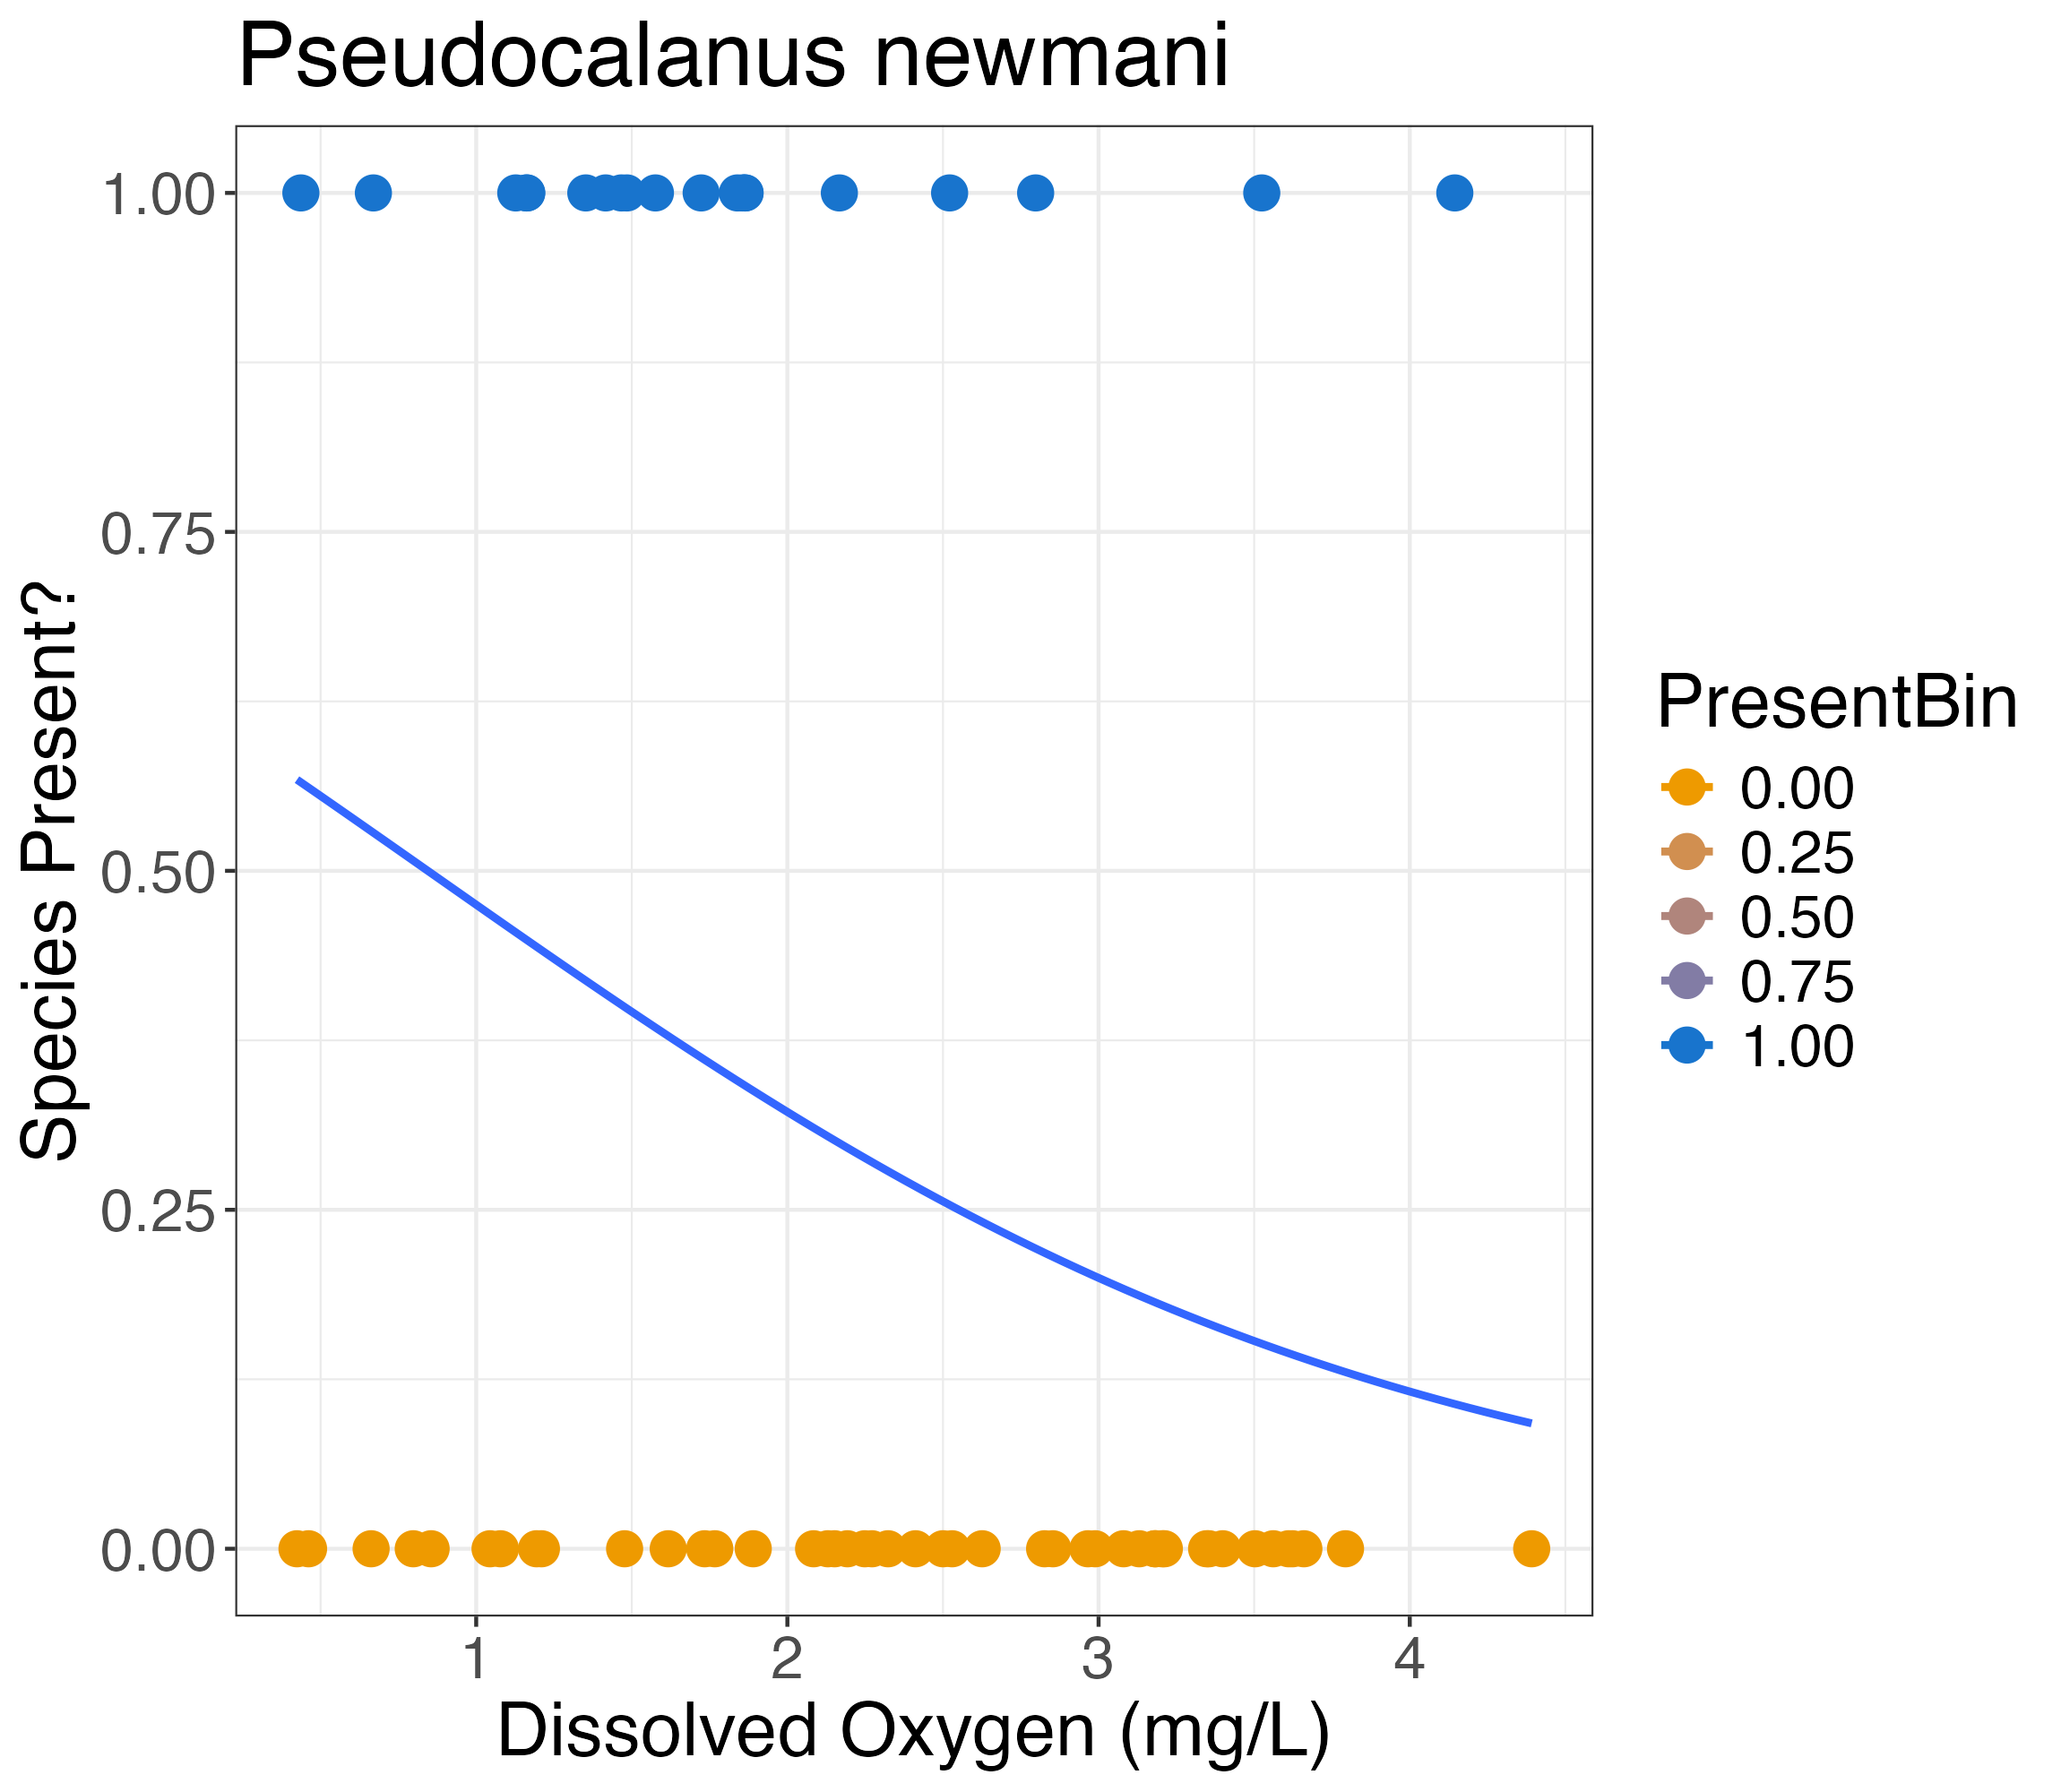 Pseudocalanus newmani
1.00
0.75
0.50
0.25
0.00
Species Present?
1 2 3 4
Dissolved Oxygen (mg/L)
PresentBin
0.00
0.25
0.50
0.75
1.00